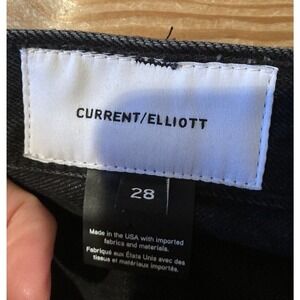 CURRENT/ELLIOTT
28
Made in the USA with imported
fabrics and materials.
Fabriqué aux États Unis avec des
tissus et matériaux importés.